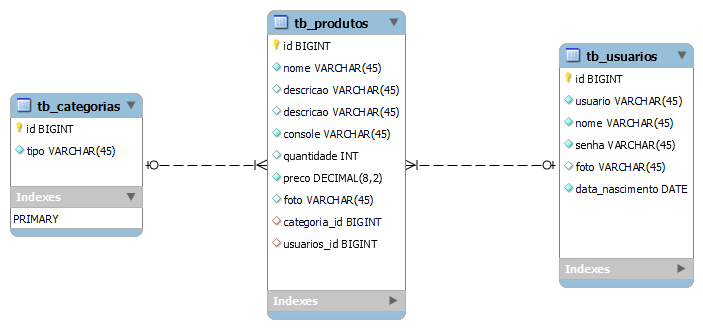 tb_categorias
id BIGINT
tipo VARCHAR(45)
Indexes
PRIMARY
tb_produtos
id BIGINT
nome VARCHAR(45)
descricao VARCHAR(45)
descricao VARCHAR(45)
console VARCHAR(45)
quantidade INT
preco DECIMAL(8,2)
foto VARCHAR(45)
categoria_id BIGINT
usuarios_id BIGINT
Indexes
tb_usuarios
id BIGINT
usuario VARCHAR(45)
nome VARCHAR(45)
senha VARCHAR(45)
foto VARCHAR(45)
data_nascimento DATE
Indexes